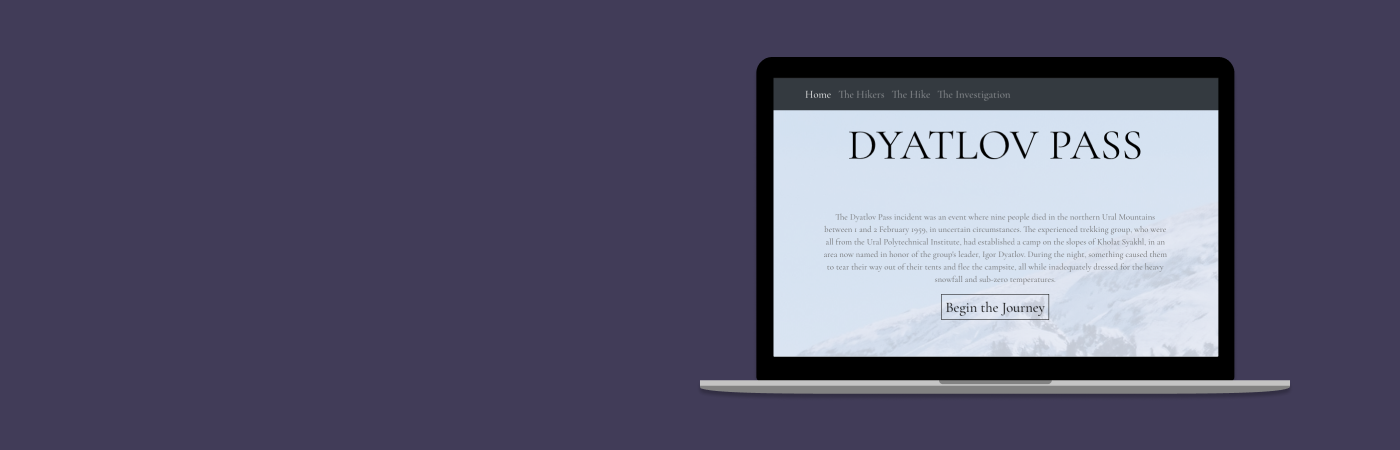 Home The Hikers The Hike The Investigation
DYATLOV PASS
The Dyatlov Pass incident was an event where nine people died in the northern Ural Mountains
between 1 and 2 February 1959, in uncertain circumstances. The experienced trekking group, who were
all from the Ural Polytechnical Institute, had established a camp on the slopes of Kholat Syakhl, in an
area now named in honor of the group's leader, Igor Dyatlov. During the night, something caused them
to tear their way out of their tents and flee the campsite, all while inadequately dressed for the heavy
snowfall and sub-zero temperatures.
Begin the Journey